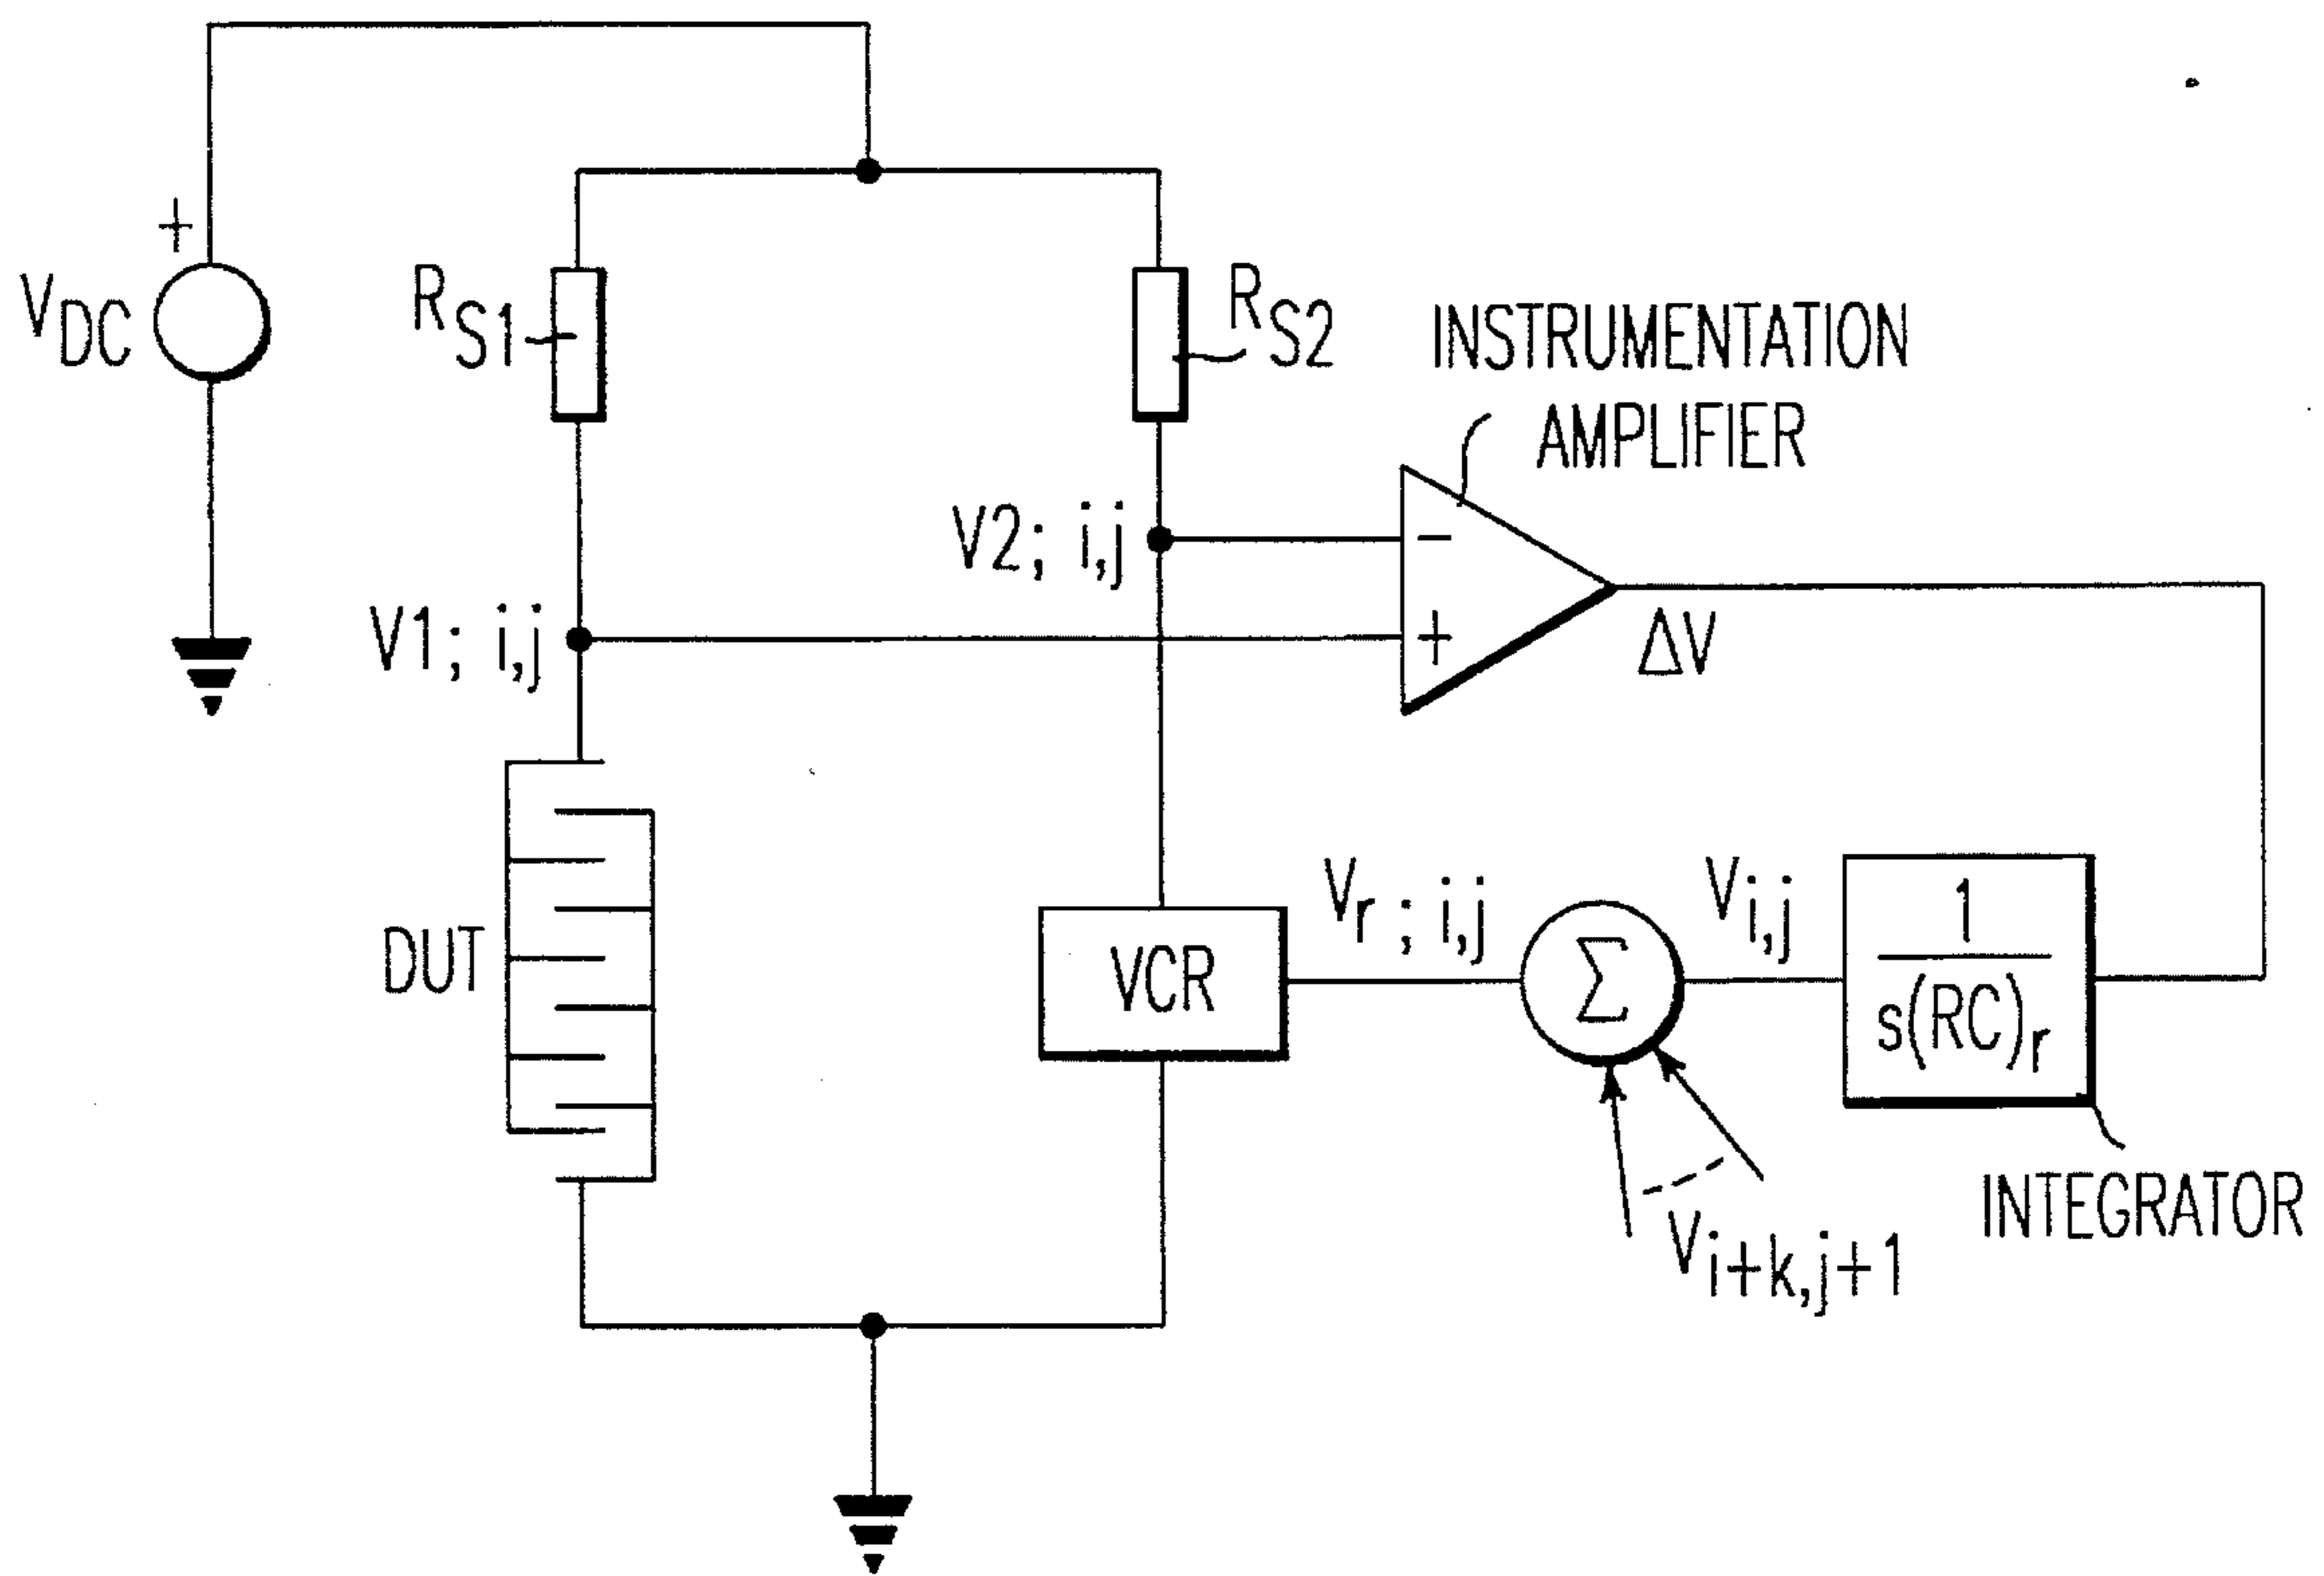 +
VDC
RS1
RS2
INSTRUMENTATION
AMPLIFIER
V2; i,j
−
V1; i,j
+
ΔV
DUT
VCR
Vr; i,j
Σ
Vi,j
1
s(RC)r
Vi+k,j+1
INTEGRATOR